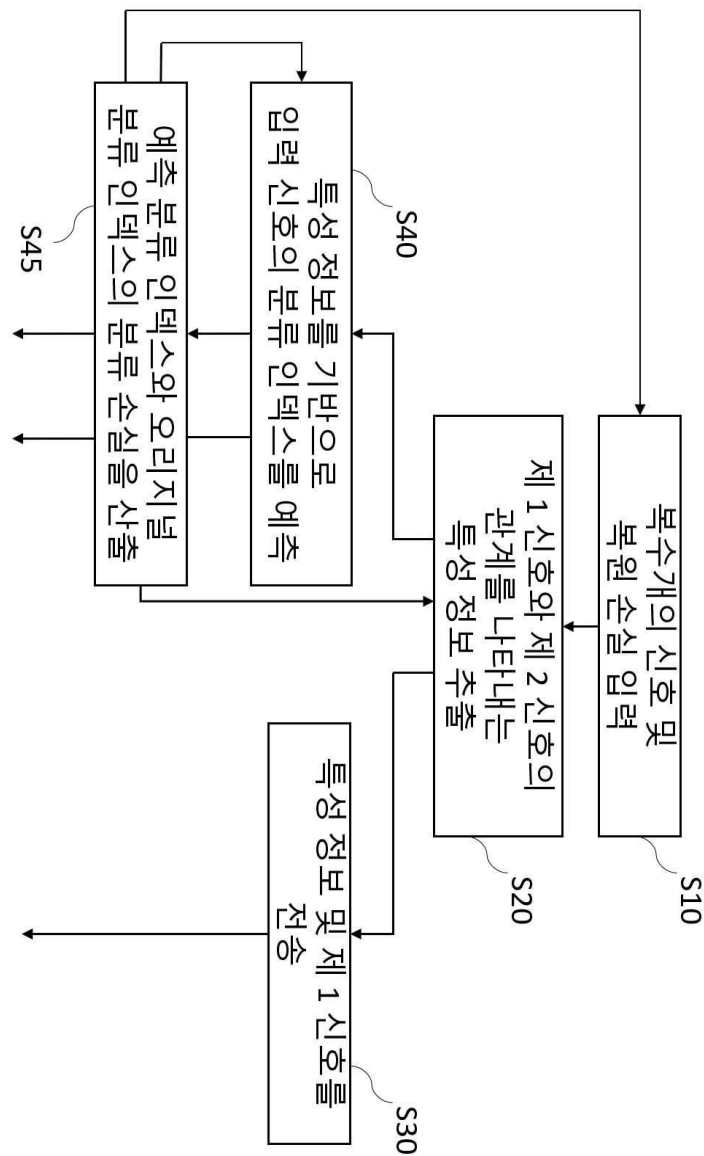 복수개의 신호 및
복원 손실 입력
S10
제 1 신호와 제 2 신호의
관계를 나타내는
특성 정보 추출
S20
특성 정보를 기반으로
입력 신호의 분류 인덱스를 예측
S40
특성 정보 및 제 1 신호를
전송
S30
예측 분류 인덱스와 오리지널
분류 인덱스의 분류 손실을 산출
S45